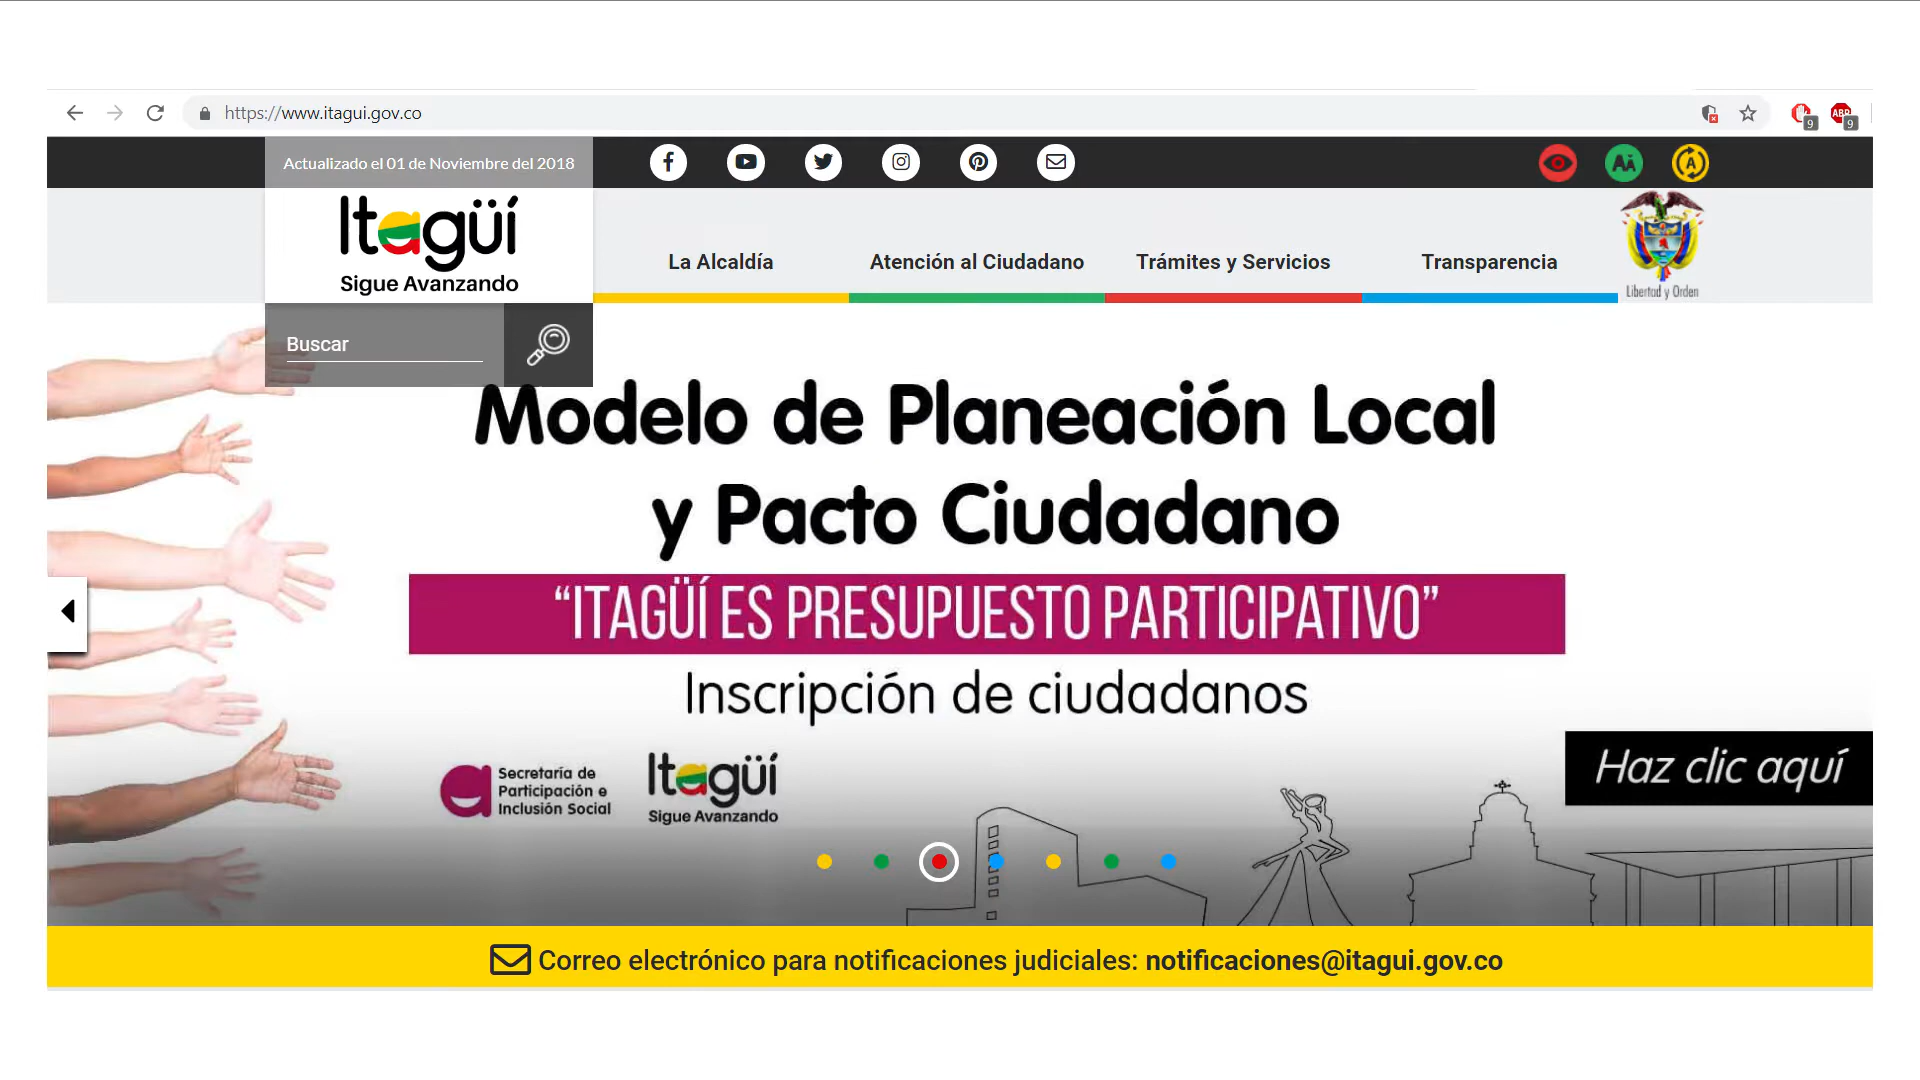 https://www.itagui.gov.co
9
ABP
9
Actualizado el 01 de Noviembre del 2018
Itagüí
Sigue Avanzando
La Alcaldía
Atención al Ciudadano
Trámites y Servicios
Transparencia
Libertad y Orden
Buscar
Modelo de Planeación Local
y Pacto Ciudadano
“ITAGÜÍ ES PRESUPUESTO PARTICIPATIVO”
Inscripción de ciudadanos
Haz clic aquí
Secretaría de
Participación e
Inclusión Social
Itagüí
Sigue Avanzando
Correo electrónico para notificaciones judiciales: notificaciones@itagui.gov.co